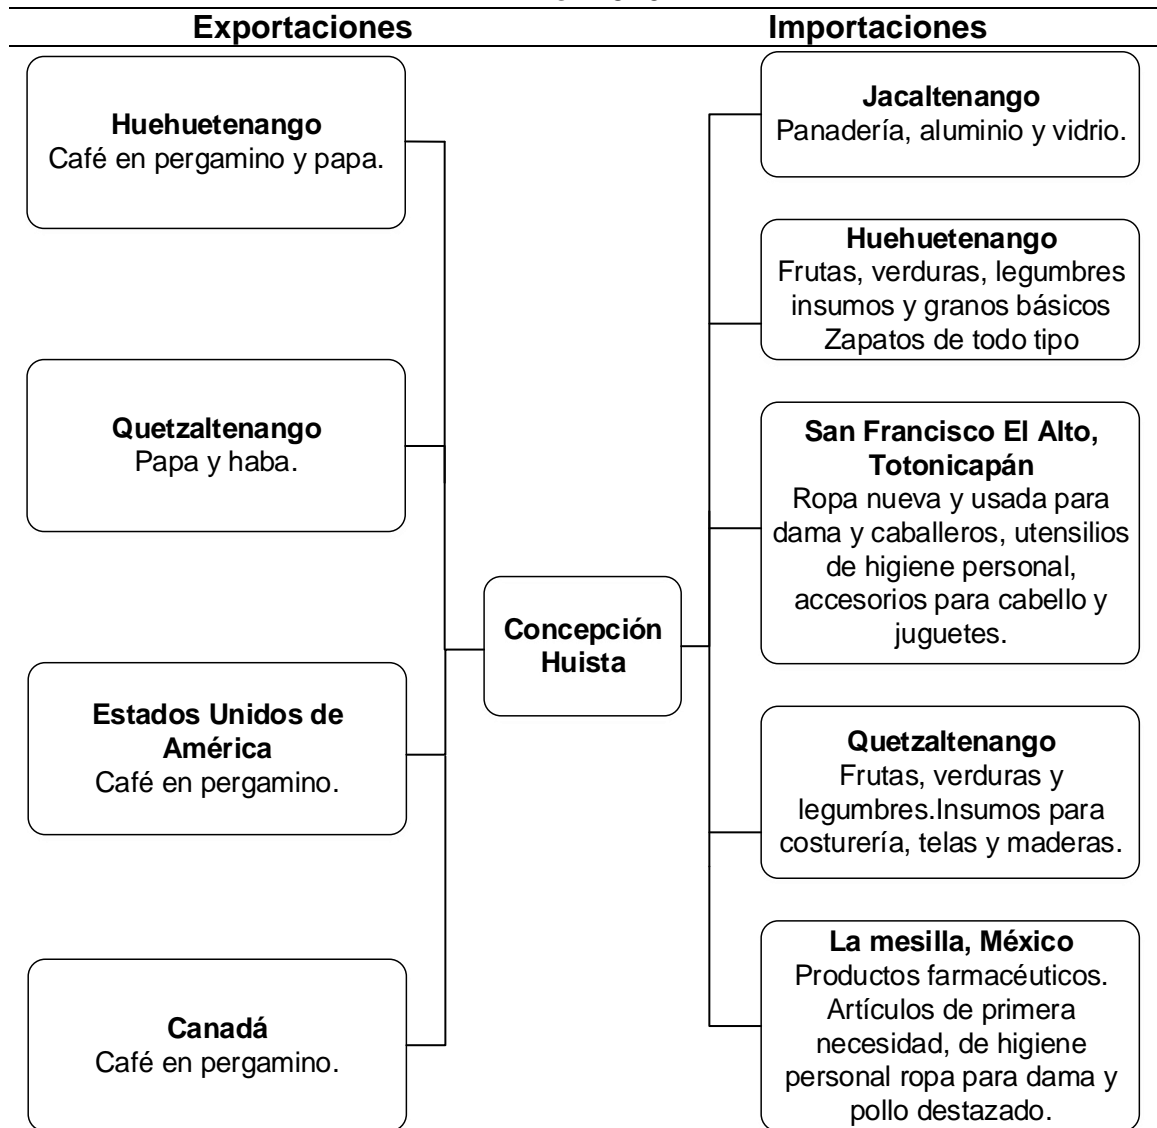 Exportaciones
Importaciones
Huehuetenango
Café en pergamino y papa.
Quetzaltenango
Papa y haba.
Estados Unidos de
América
Café en pergamino.
Canadá
Café en pergamino.
Concepción
Huista
Jacaltenango
Panadería, aluminio y vidrio.
Huehuetenango
Frutas, verduras, legumbres
insumos y granos básicos
Zapatos de todo tipo
San Francisco El Alto,
Totonicapán
Ropa nueva y usada para
dama y caballeros, utensilios
de higiene personal,
accesorios para cabello y
juguetes.
Quetzaltenango
Frutas, verduras y
legumbres.Insumos para
costurería, telas y maderas.
La mesilla, México
Productos farmacéuticos.
Artículos de primera
necesidad, de higiene
personal ropa para dama y
pollo destazado.